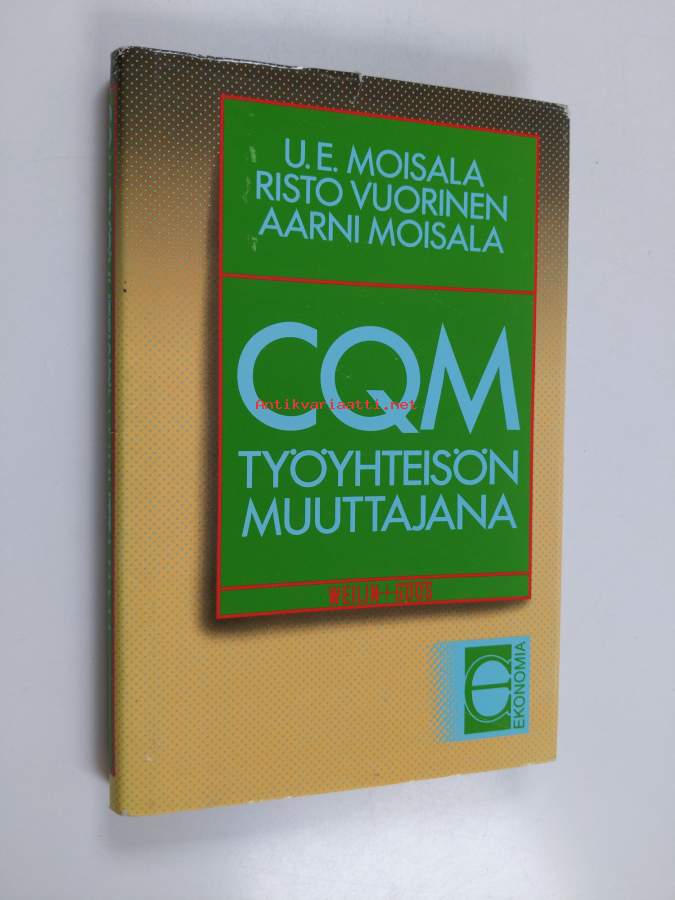 U.E. MOISALA
RISTO VUORINEN
AARNI MOISALA
CQM
Antikvariaatti.net
TYÖYHTEISÖN
MUUTTAJANA
WEILIN+GÖÖS
EKONOMIA